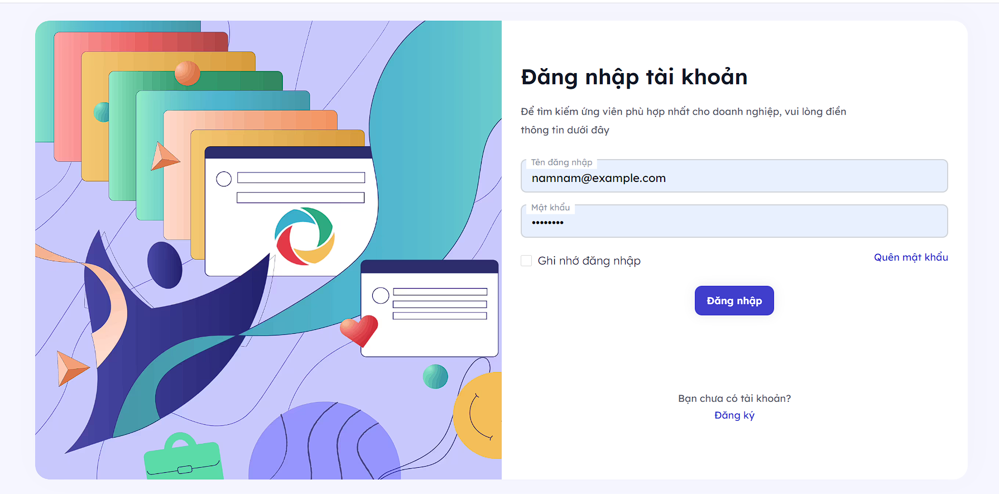 Đăng nhập tài khoản
Để tìm kiếm ứng viên phù hợp nhất cho doanh nghiệp, vui lòng điền
thông tin dưới đây
Tên đăng nhập
namnam@example.com
Mật khẩu
••••••••
Ghi nhớ đăng nhập
Quên mật khẩu
Đăng nhập
Bạn chưa có tài khoản?
Đăng ký